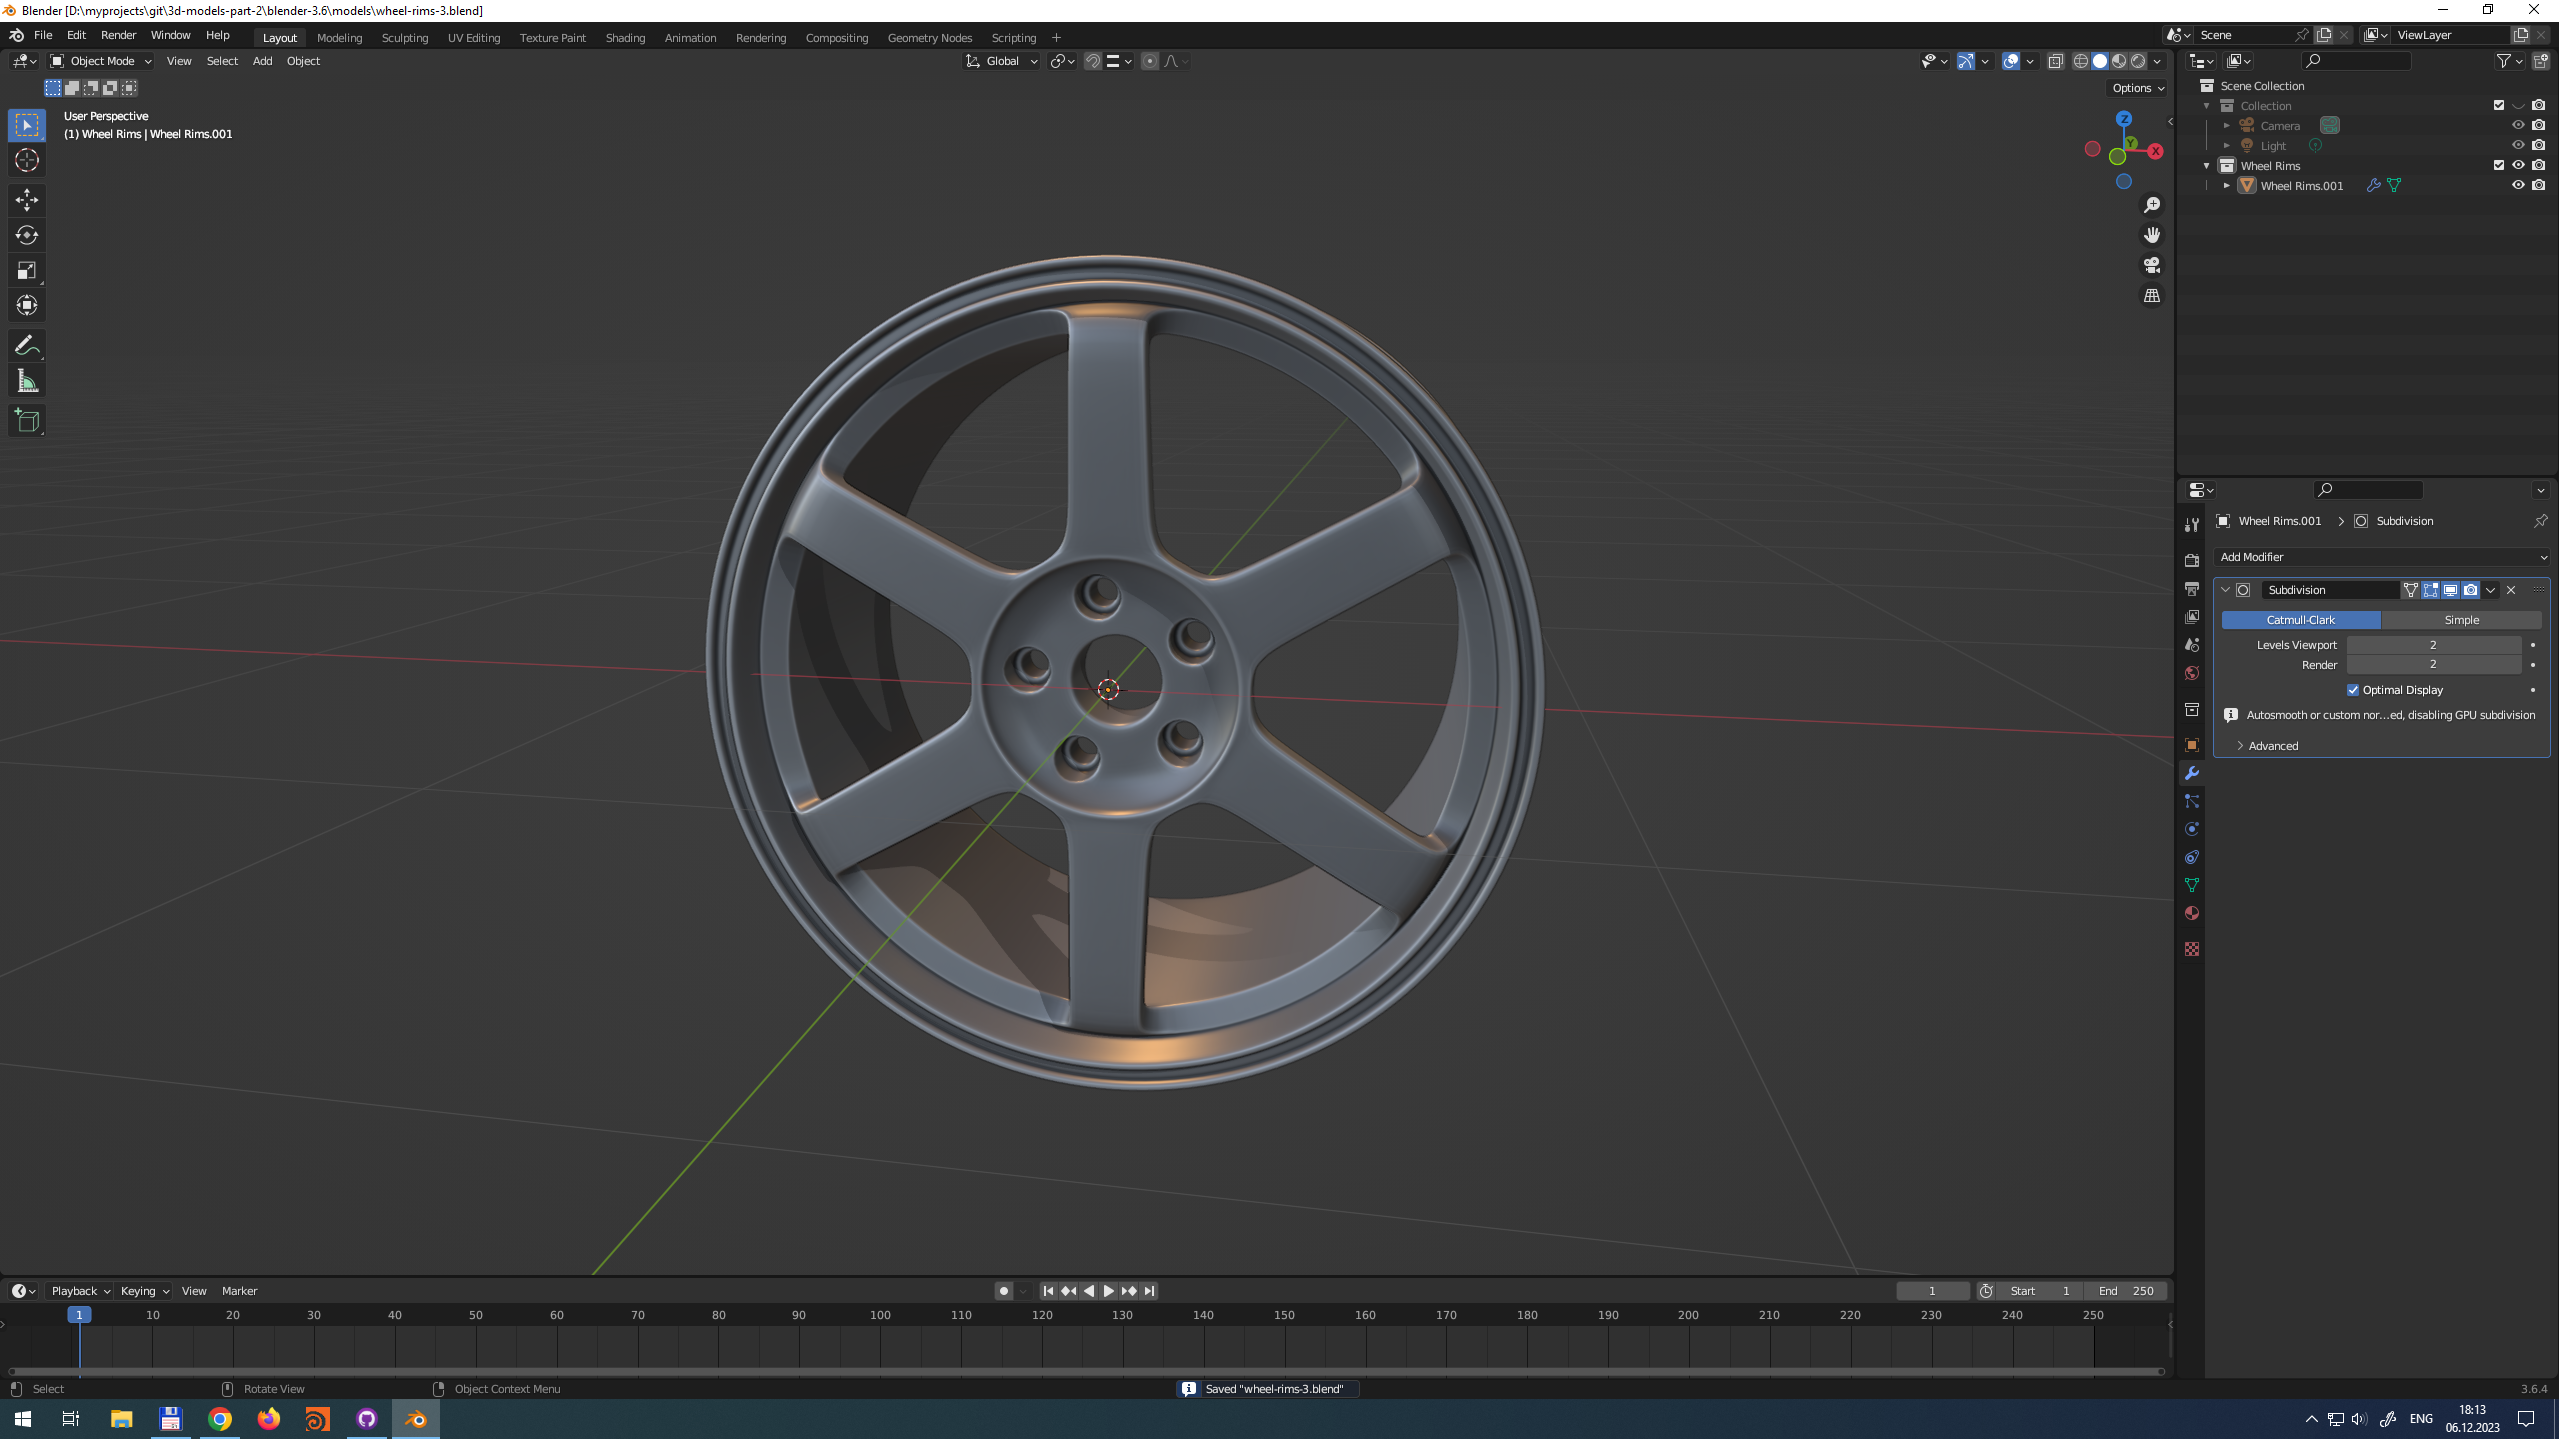 Blender [D:\myprojects\git\3d-models-part-2\blender-3.6\models\wheel-rims-3.blend]
File Edit Render Window Help Layout Modeling Sculpting UV Editing Texture Paint Shading Animation Rendering Compositing Geometry Nodes Scripting Scene ViewLayer
Object Mode View Select Add Object Global
Options
User Perspective
(1) Wheel Rims | Wheel Rims.001
Z
Y
X
Scene Collection
Collection
Camera
Light
Wheel Rims
Wheel Rims.001
Wheel Rims.001 Subdivision
Add Modifier
Subdivision
Catmull-Clark Simple
Levels Viewport 2
Render 2
Optimal Display
Autosmooth or custom nor...ed, disabling GPU subdivision
Advanced
Playback Keying View Marker 1 Start 1 End 250
1 10 20 30 40 50 60 70 80 90 100 110 120 130 140 150 160 170 180 190 200 210 220 230 240 250
Select Rotate View Object Context Menu Saved "wheel-rims-3.blend" 3.6.4
ENG 18:13
06.12.2023